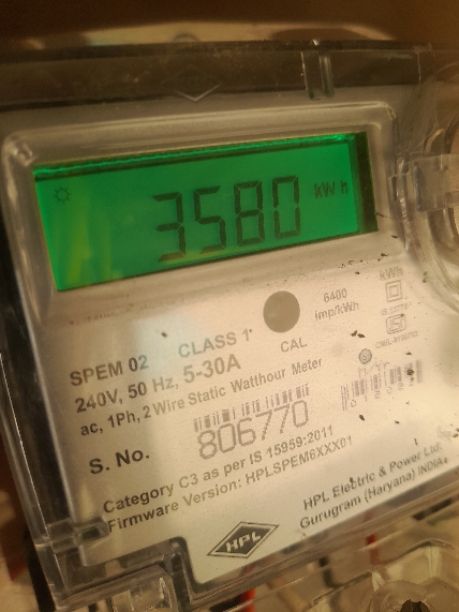 3580 kWh
kWh
6400
imp/kWh
CAL
SPEM 02 CLASS 1
240V, 50 Hz, 5-30A
ac, 1Ph, 2 Wire Static Watthour Meter
S. No. 806770
Category C3 as per IS 15959:2011
Firmware Version: HPLSPEM6XXX01
HPL Electric & Power Ltd.
Gurugram (Haryana) INDIA
HPL